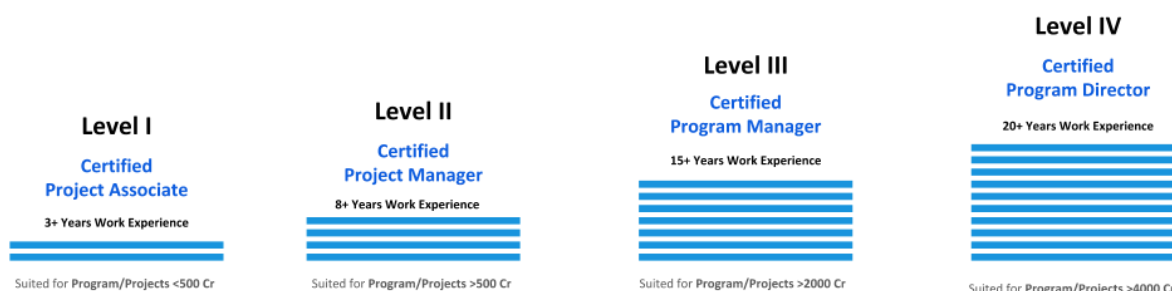 Level I
Certified
Project Associate
3+ Years Work Experience
Suited for Program/Projects <500 Cr
Level II
Certified
Project Manager
8+ Years Work Experience
Suited for Program/Projects >500 Cr
Level III
Certified
Program Manager
15+ Years Work Experience
Suited for Program/Projects >2000 Cr
Level IV
Certified
Program Director
20+ Years Work Experience
Suited for Program/Projects >4000 Cr